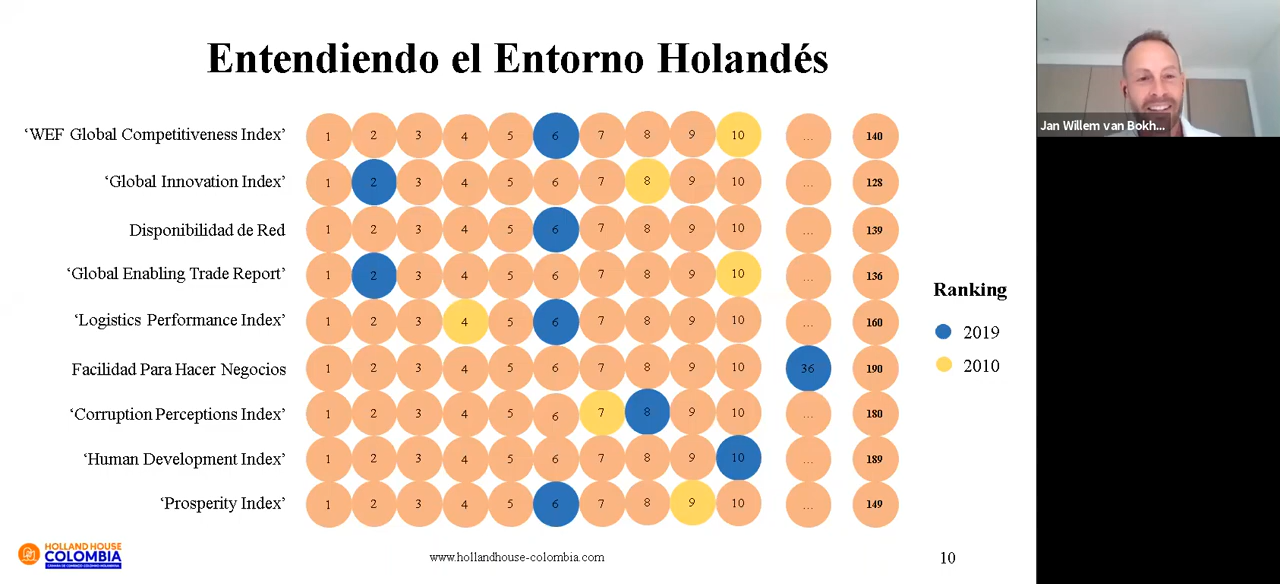 Entendiendo el Entorno Holandés
'WEF Global Competitiveness Index' 1 2 3 4 5 6 7 8 9 10 ... 140
'Global Innovation Index' 1 2 3 4 5 6 7 8 9 10 ... 128
Disponibilidad de Red 1 2 3 4 5 6 7 8 9 10 ... 139
'Global Enabling Trade Report' 1 2 3 4 5 6 7 8 9 10 ... 136
'Logistics Performance Index' 1 2 3 4 5 6 7 8 9 10 ... 160
Facilidad Para Hacer Negocios 1 2 3 4 5 6 7 8 9 10 36 190
'Corruption Perceptions Index' 1 2 3 4 5 6 7 8 9 10 ... 180
'Human Development Index' 1 2 3 4 5 6 7 8 9 10 ... 189
'Prosperity Index' 1 2 3 4 5 6 7 8 9 10 ... 149
Ranking
2019
2010
Jan Willem van Bokh...
HOLLAND HOUSE
COLOMBIA
www.hollandhouse-colombia.com
10